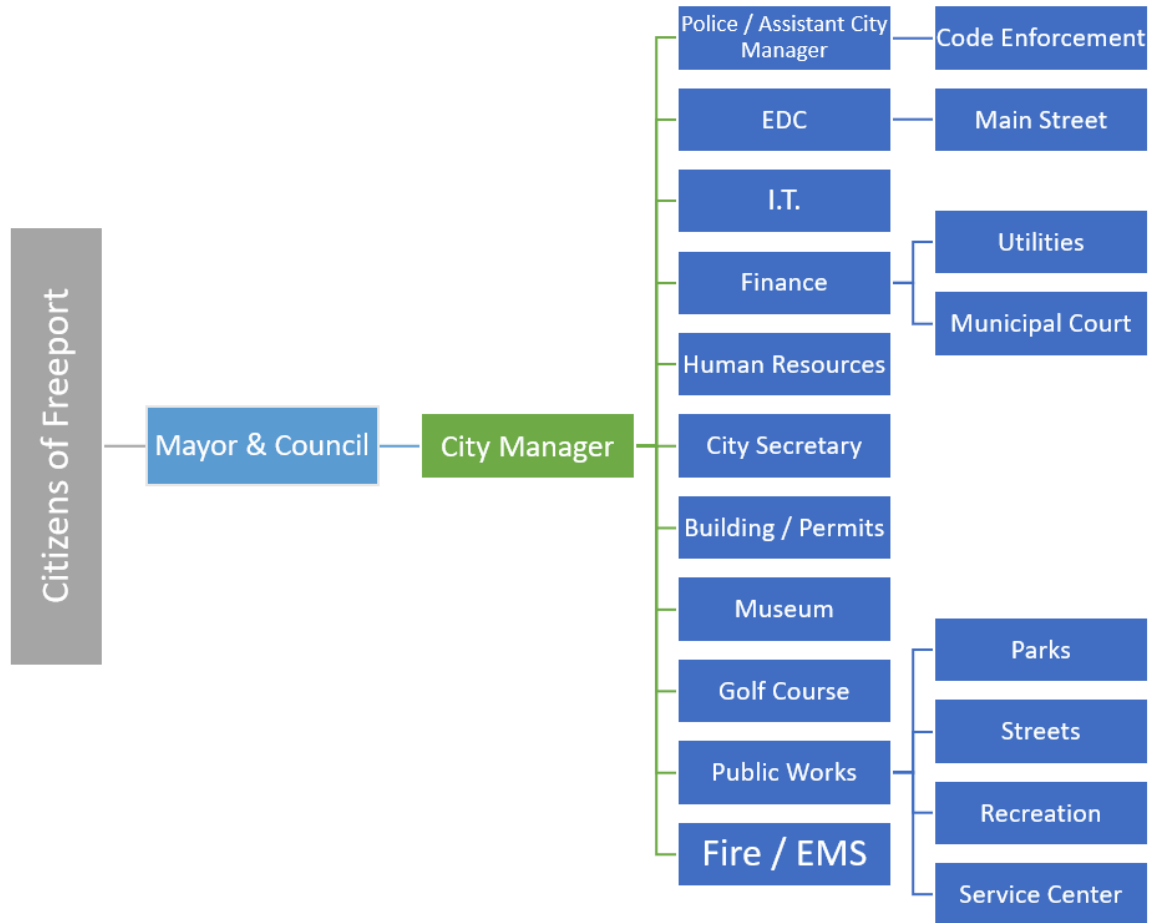 Citizens of Freeport
Mayor & Council
City Manager
Police / Assistant City
Manager
Code Enforcement
EDC
Main Street
I.T.
Finance
Utilities
Municipal Court
Human Resources
City Secretary
Building / Permits
Museum
Golf Course
Public Works
Parks
Streets
Recreation
Service Center
Fire / EMS